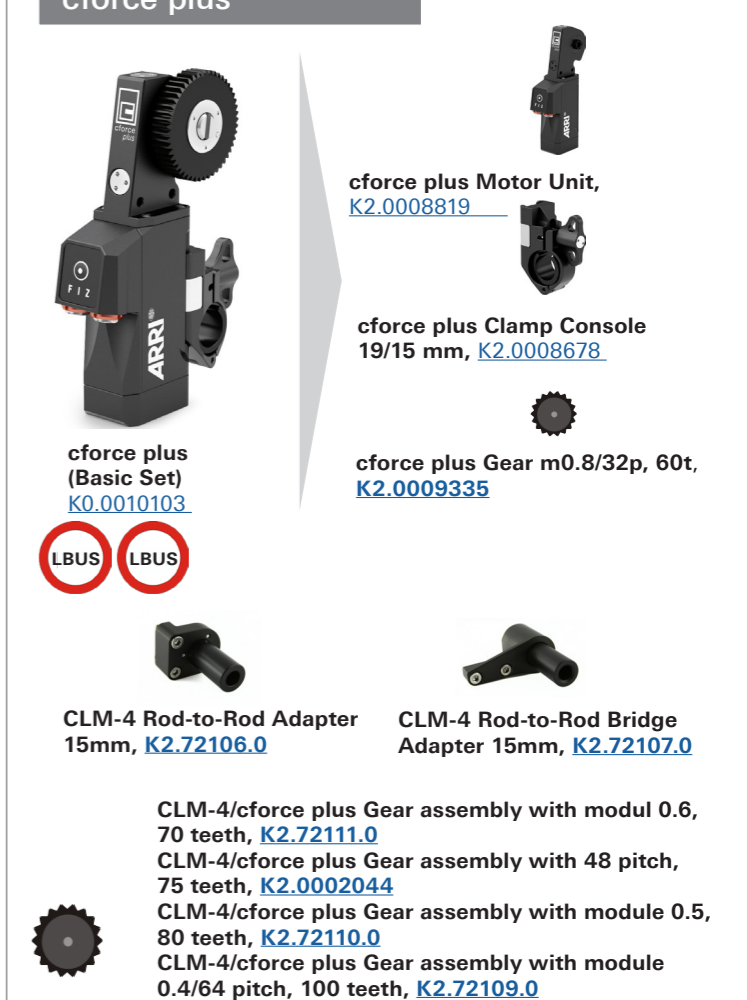 cforce plus
cforce
plus
F I Z
ARRI
ARRI
cforce plus Motor Unit,
K2.0008819
cforce plus Clamp Console
19/15 mm, K2.0008678
cforce plus
(Basic Set)
K0.0010103
cforce plus Gear m0.8/32p, 60t,
K2.0009335
LBUS LBUS
CLM-4 Rod-to-Rod Adapter
15mm, K2.72106.0
CLM-4 Rod-to-Rod Bridge
Adapter 15mm, K2.72107.0
CLM-4/cforce plus Gear assembly with modul 0.6,
70 teeth, K2.72111.0
CLM-4/cforce plus Gear assembly with 48 pitch,
75 teeth, K2.0002044
CLM-4/cforce plus Gear assembly with module 0.5,
80 teeth, K2.72110.0
CLM-4/cforce plus Gear assembly with module
0.4/64 pitch, 100 teeth, K2.72109.0